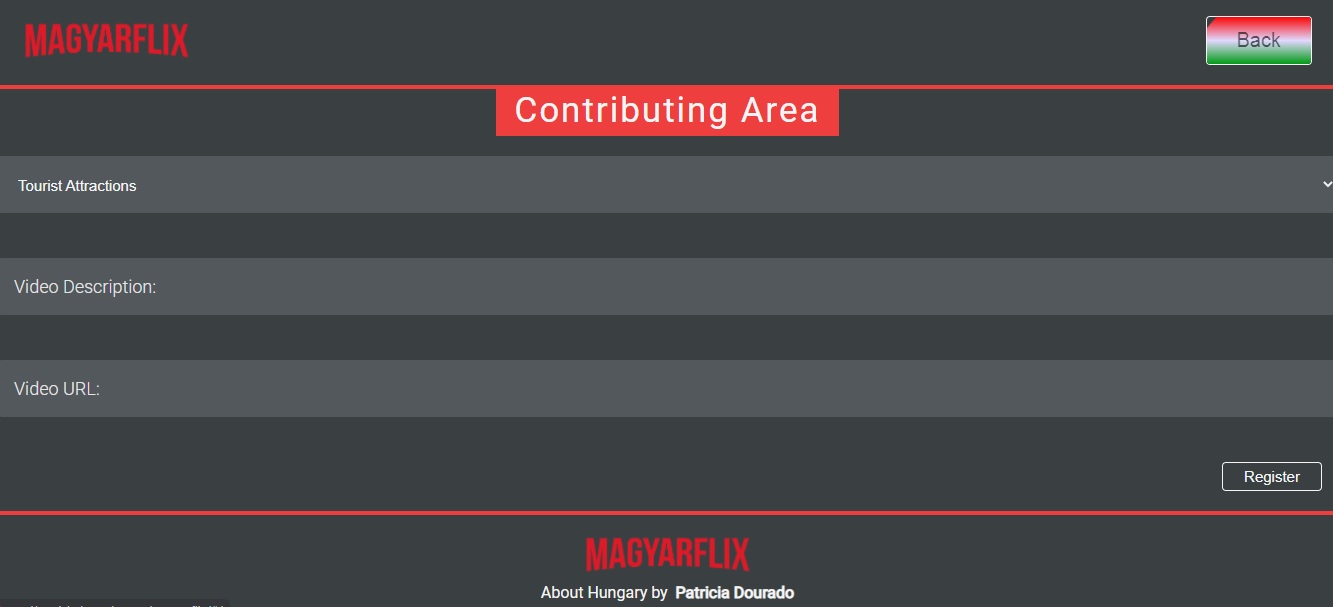 MAGYARFLIX
Back
Contributing Area
Tourist Attractions
Video Description:
Video URL:
Register
MAGYARFLIX
About Hungary by Patricia Dourado